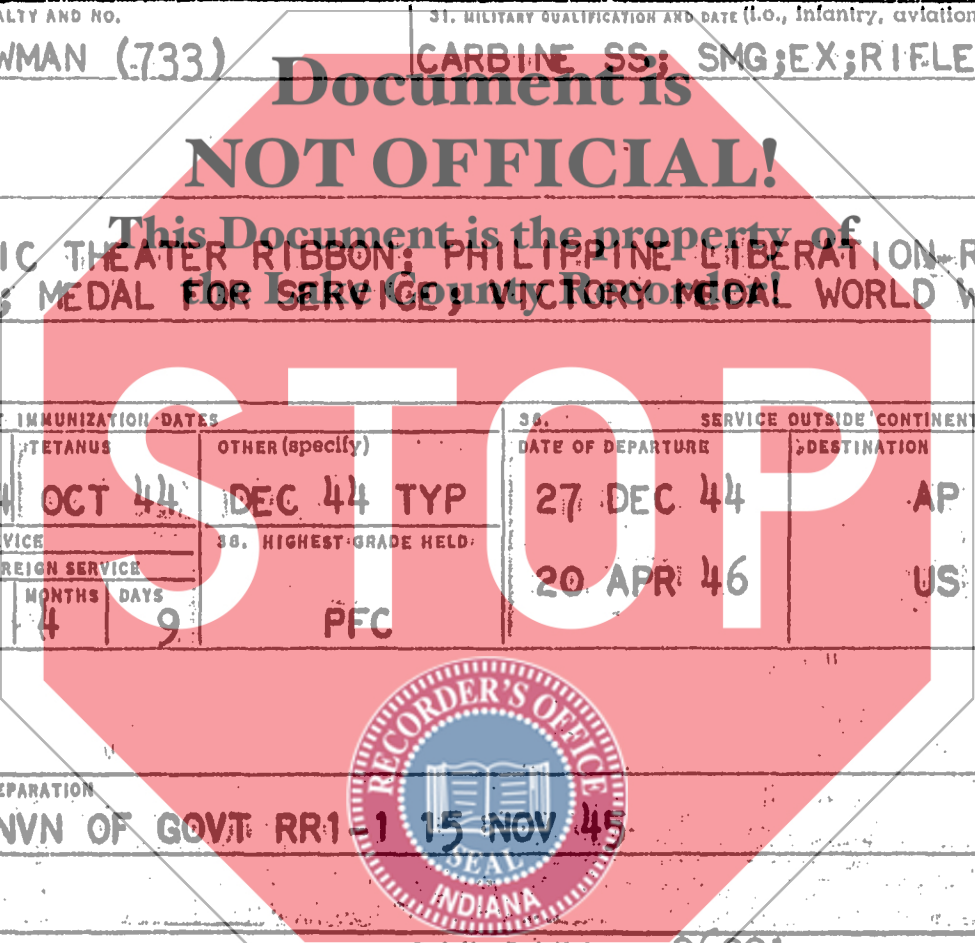 ALTY AND NO.
31. MILITARY QUALIFICATION AND DATE (i.e., infantry, aviation
WMAN (733)
CARBINE SS; SMG;EX;RIFLE
Document is
NOT OFFICIAL!
This Document is the property of
the Lake County Recorder!
IC THEATER RIBBON; PHILIPPINE LIBERATION R
; MEDAL FOR SERVICE; VICTORY MEDAL WORLD W
STOP
IMMUNIZATION DATES
TETANUS
OTHER (specify)
4 OCT 44
DEC 44 TYP
36. SERVICE OUTSIDE CONTINENT
DATE OF DEPARTURE
DESTINATION
27 DEC 44
AP
20 APR 46
US
VICE
REIGN SERVICE
MONTHS
DAYS
4
9
38. HIGHEST GRADE HELD
PFC
EPARATION
NVN OF GOVT RR1-1 15 NOV 45
RECORDER'S OFFICE
SEAL
INDIANA